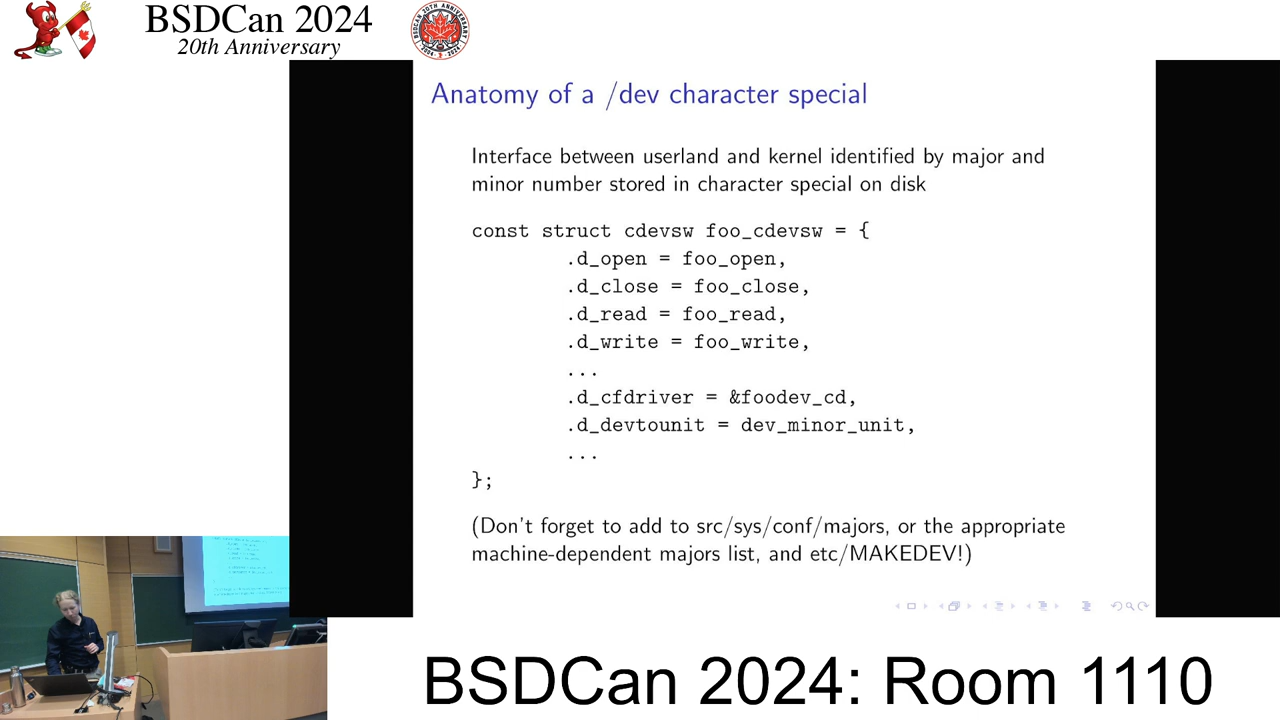 BSDCan 2024
20th Anniversary
Anatomy of a /dev character special
Interface between userland and kernel identified by major and
minor number stored in character special on disk
const struct cdevsw foo_cdevsw = {
.d_open = foo_open,
.d_close = foo_close,
.d_read = foo_read,
.d_write = foo_write,
...
.d_cfdriver = &foodev_cd,
.d_devtounit = dev_minor_unit,
...
};
(Don't forget to add to src/sys/conf/majors, or the appropriate
machine-dependent majors list, and etc/MAKEDEV!)
BSDCan 2024: Room 1110